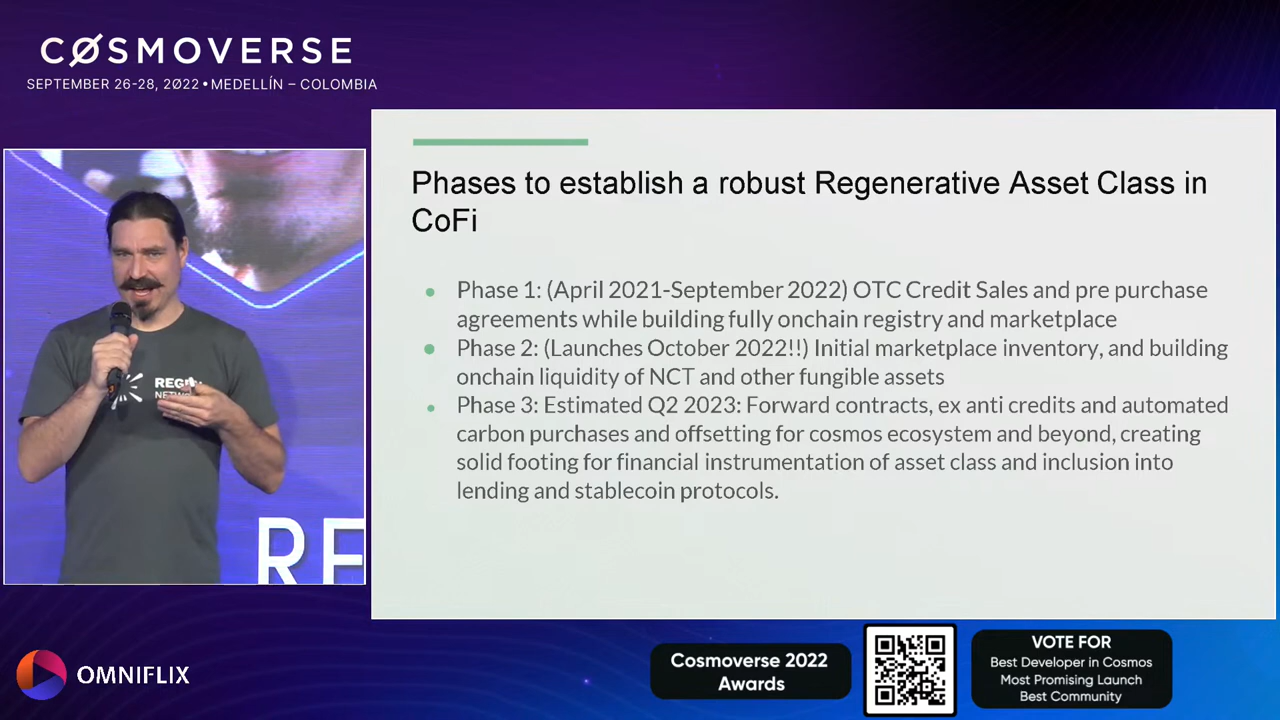 CØSMOVERSE
SEPTEMBER 26-28, 2Ø22 • MEDELLÍN – COLOMBIA
Phases to establish a robust Regenerative Asset Class in
CoFi
Phase 1: (April 2021-September 2022) OTC Credit Sales and pre purchase
agreements while building fully onchain registry and marketplace
Phase 2: (Launches October 2022!!) Initial marketplace inventory, and building
onchain liquidity of NCT and other fungible assets
Phase 3: Estimated Q2 2023: Forward contracts, ex anti credits and automated
carbon purchases and offsetting for cosmos ecosystem and beyond, creating
solid footing for financial instrumentation of asset class and inclusion into
lending and stablecoin protocols.
RE
OMNIFLIX
Cosmoverse 2022
Awards
VOTE FOR
Best Developer in Cosmos
Most Promising Launch
Best Community